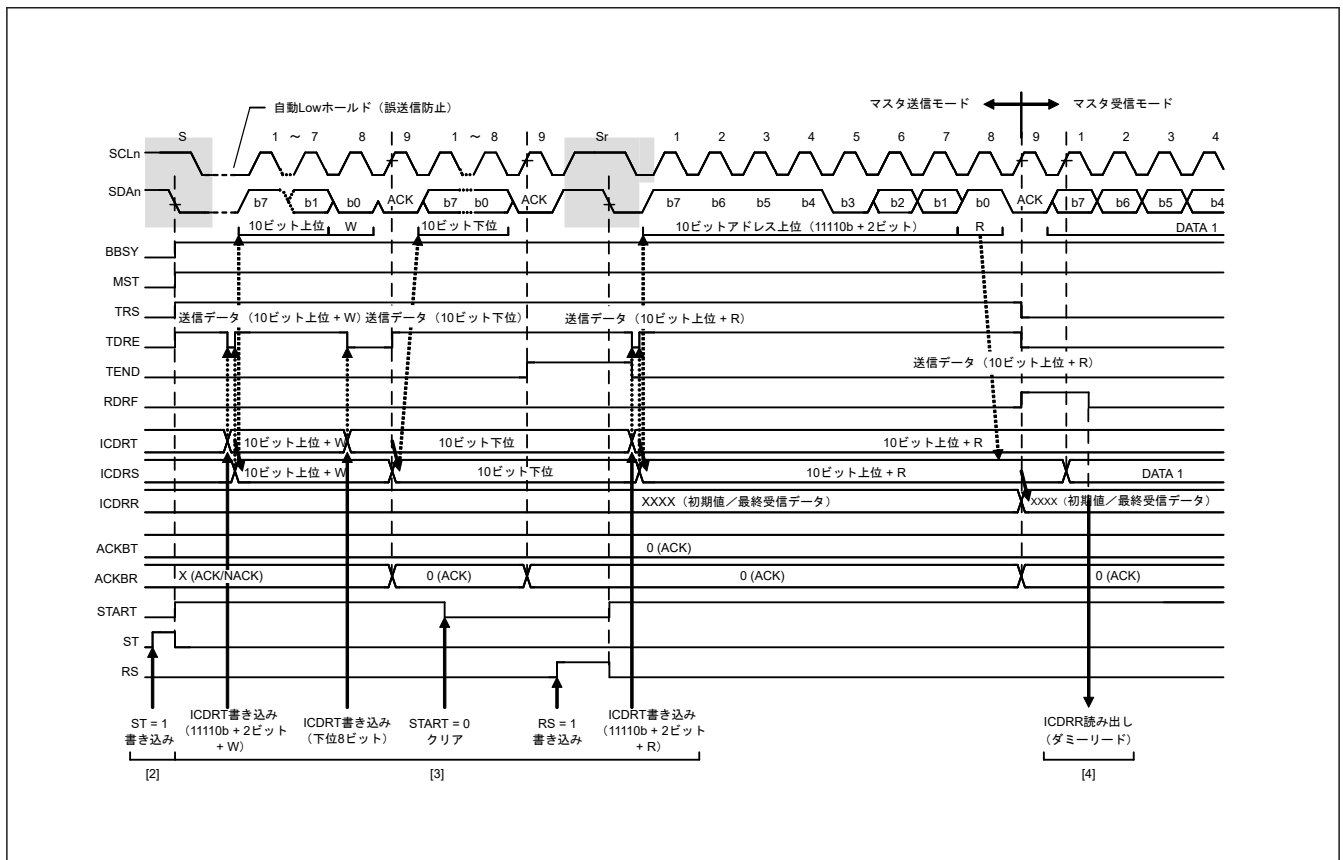 自動Lowホールド（誤送信防止）
マスタ送信モード マスタ受信モード
S 1 ～ 7 8 9 1 ～ 8 9 Sr 1 2 3 4 5 6 7 8 9 1 2 3 4
SCLn
SDAn b7 b1 b0 ACK b7 b0 ACK b7 b6 b5 b4 b3 b2 b1 b0 ACK b7 b6 b5 b4
10ビット上位 W 10ビット下位 10ビットアドレス上位（11110b + 2ビット） R DATA 1
BBSY
MST
TRS
送信データ（10ビット上位 + W） 送信データ（10ビット下位） 送信データ（10ビット上位 + R）
TDRE
TEND 送信データ（10ビット上位 + R）
RDRF
ICDRT 10ビット上位 + W 10ビット下位 10ビット上位 + R
ICDRS 10ビット上位 + W 10ビット下位 10ビット上位 + R DATA 1
ICDRR XXXX（初期値／最終受信データ） XXXX（初期値／最終受信データ）
ACKBT 0 (ACK)
ACKBR X (ACK/NACK) 0 (ACK) 0 (ACK) 0 (ACK)
START
ST
RS
ST = 1
書き込み
ICDRT書き込み
（11110b + 2ビット
+ W）
ICDRT書き込み
（下位8ビット）
START = 0
クリア
RS = 1
書き込み
ICDRT書き込み
（11110b + 2ビット
+ R）
ICDRR読み出し
（ダミーリード）
[2] [3] [4]